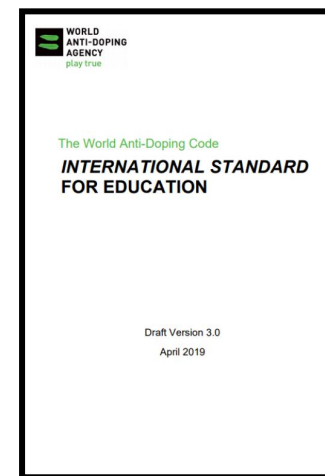 WORLD
ANTI-DOPING
AGENCY
play true
The World Anti-Doping Code
INTERNATIONAL STANDARD
FOR EDUCATION
Draft Version 3.0
April 2019